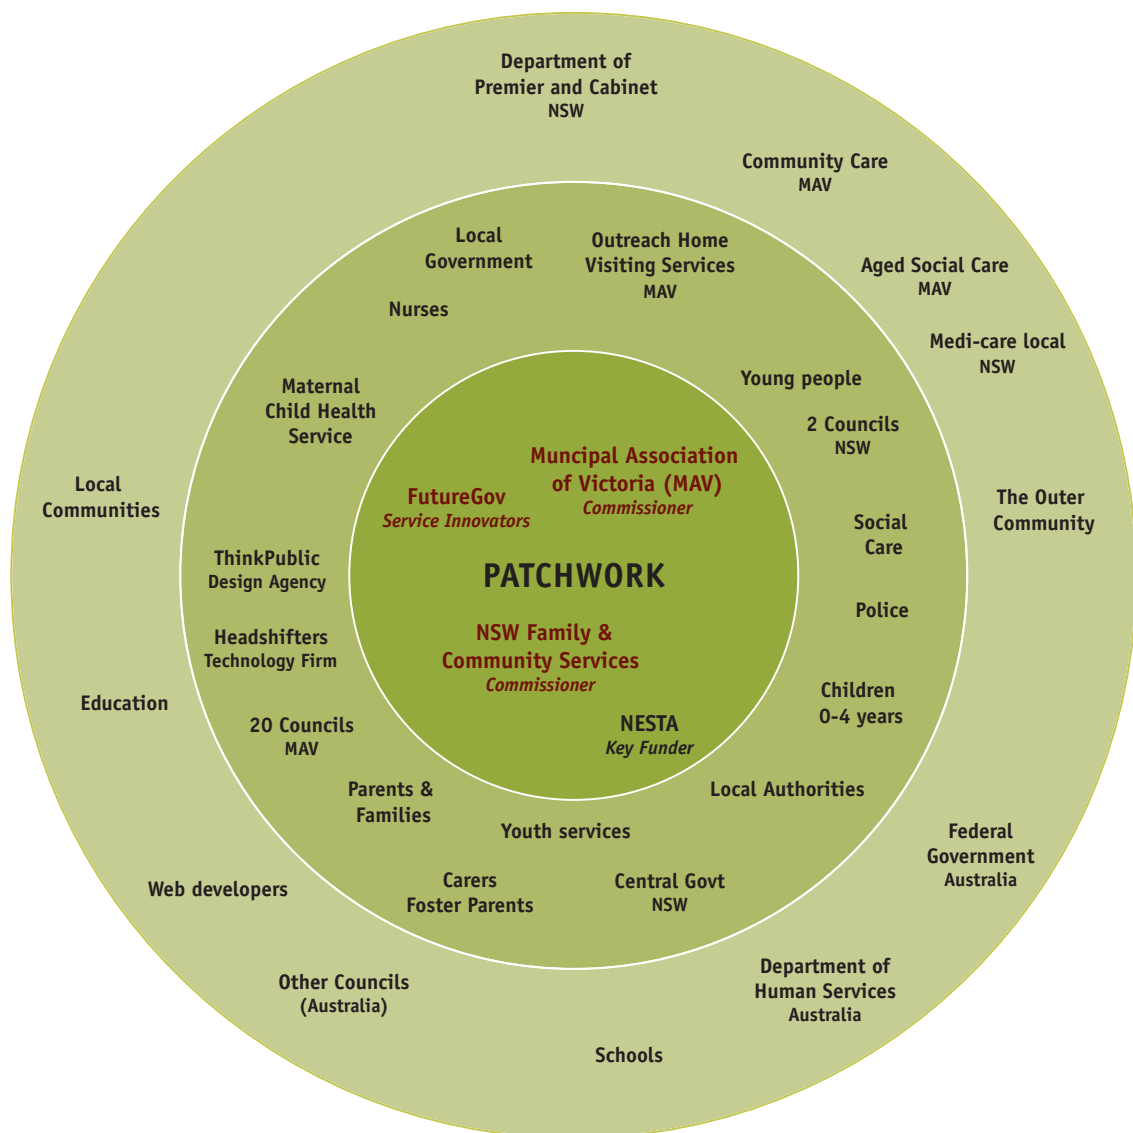 Department of
Premier and Cabinet
NSW
Community Care
MAV
Aged Social Care
MAV
Medi-care local
NSW
The Outer
Community
Federal
Government
Australia
Department of
Human Services
Australia
Schools
Other Councils
(Australia)
Web developers
Education
Local
Communities
Local
Government
Outreach Home
Visiting Services
MAV
Nurses
Young people
Maternal
Child Health
Service
2 Councils
NSW
Social
Care
Police
Children
0-4 years
Local Authorities
Central Govt
NSW
Youth services
Carers
Foster Parents
Parents &
Families
20 Councils
MAV
Headshifters
Technology Firm
ThinkPublic
Design Agency
Muncipal Association
of Victoria (MAV)
Commissioner
FutureGov
Service Innovators
PATCHWORK
NSW Family &
Community Services
Commissioner
NESTA
Key Funder